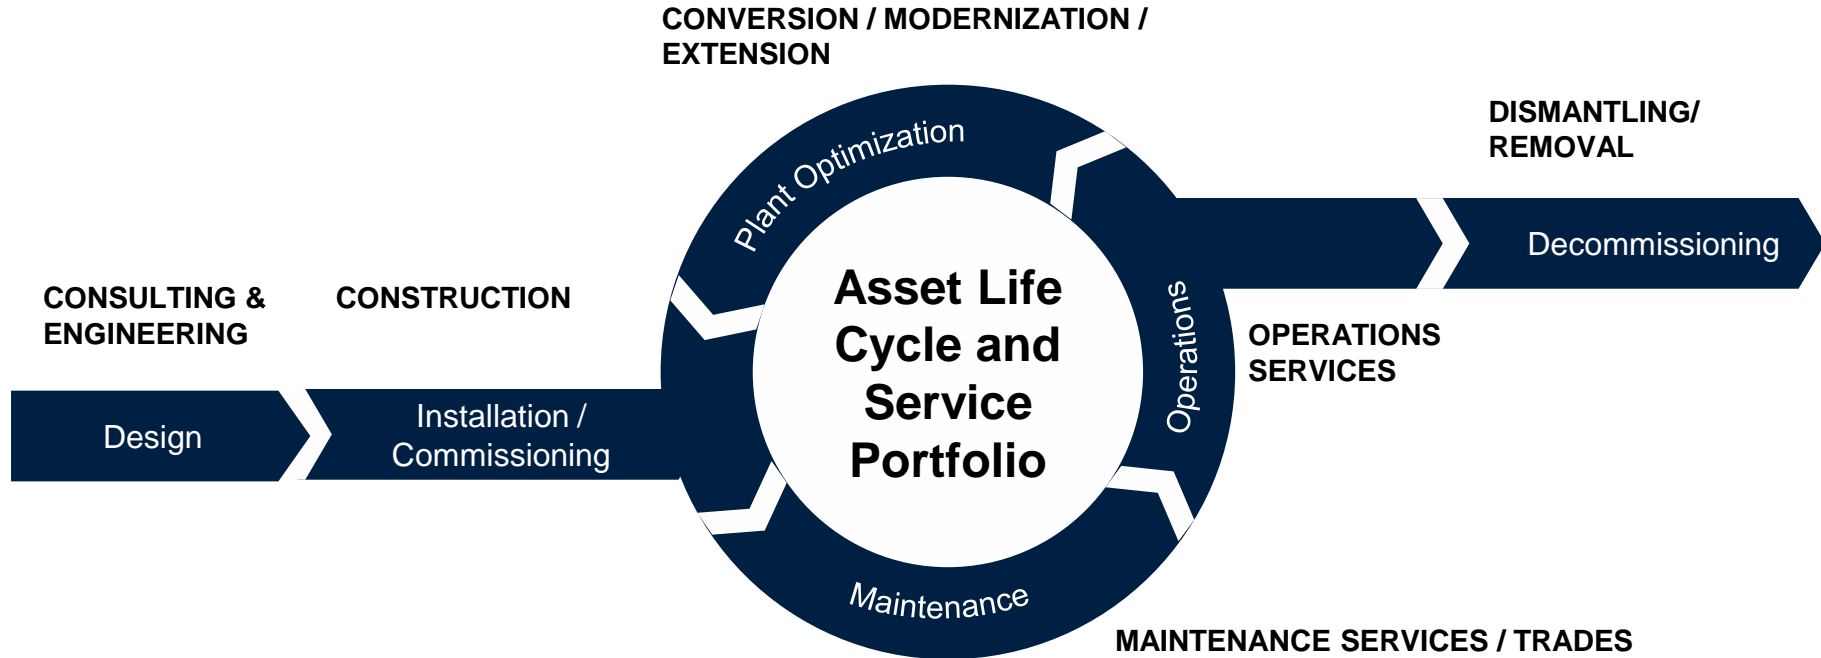 CONVERSION / MODERNIZATION /
EXTENSION
DISMANTLING/
REMOVAL
Plant Optimization
Decommissioning
CONSULTING &
ENGINEERING
CONSTRUCTION
Asset Life
Cycle and
Service
Portfolio
Operations
OPERATIONS
SERVICES
Design
Installation /
Commissioning
Maintenance
MAINTENANCE SERVICES / TRADES